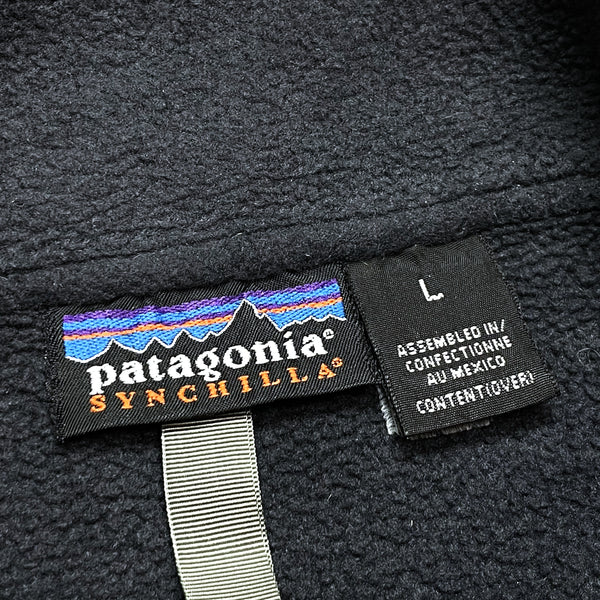 patagonia®
SYNCHILLA®
L
ASSEMBLED IN/
CONFECTIONNE
AU MEXICO
CONTENT(OVER)